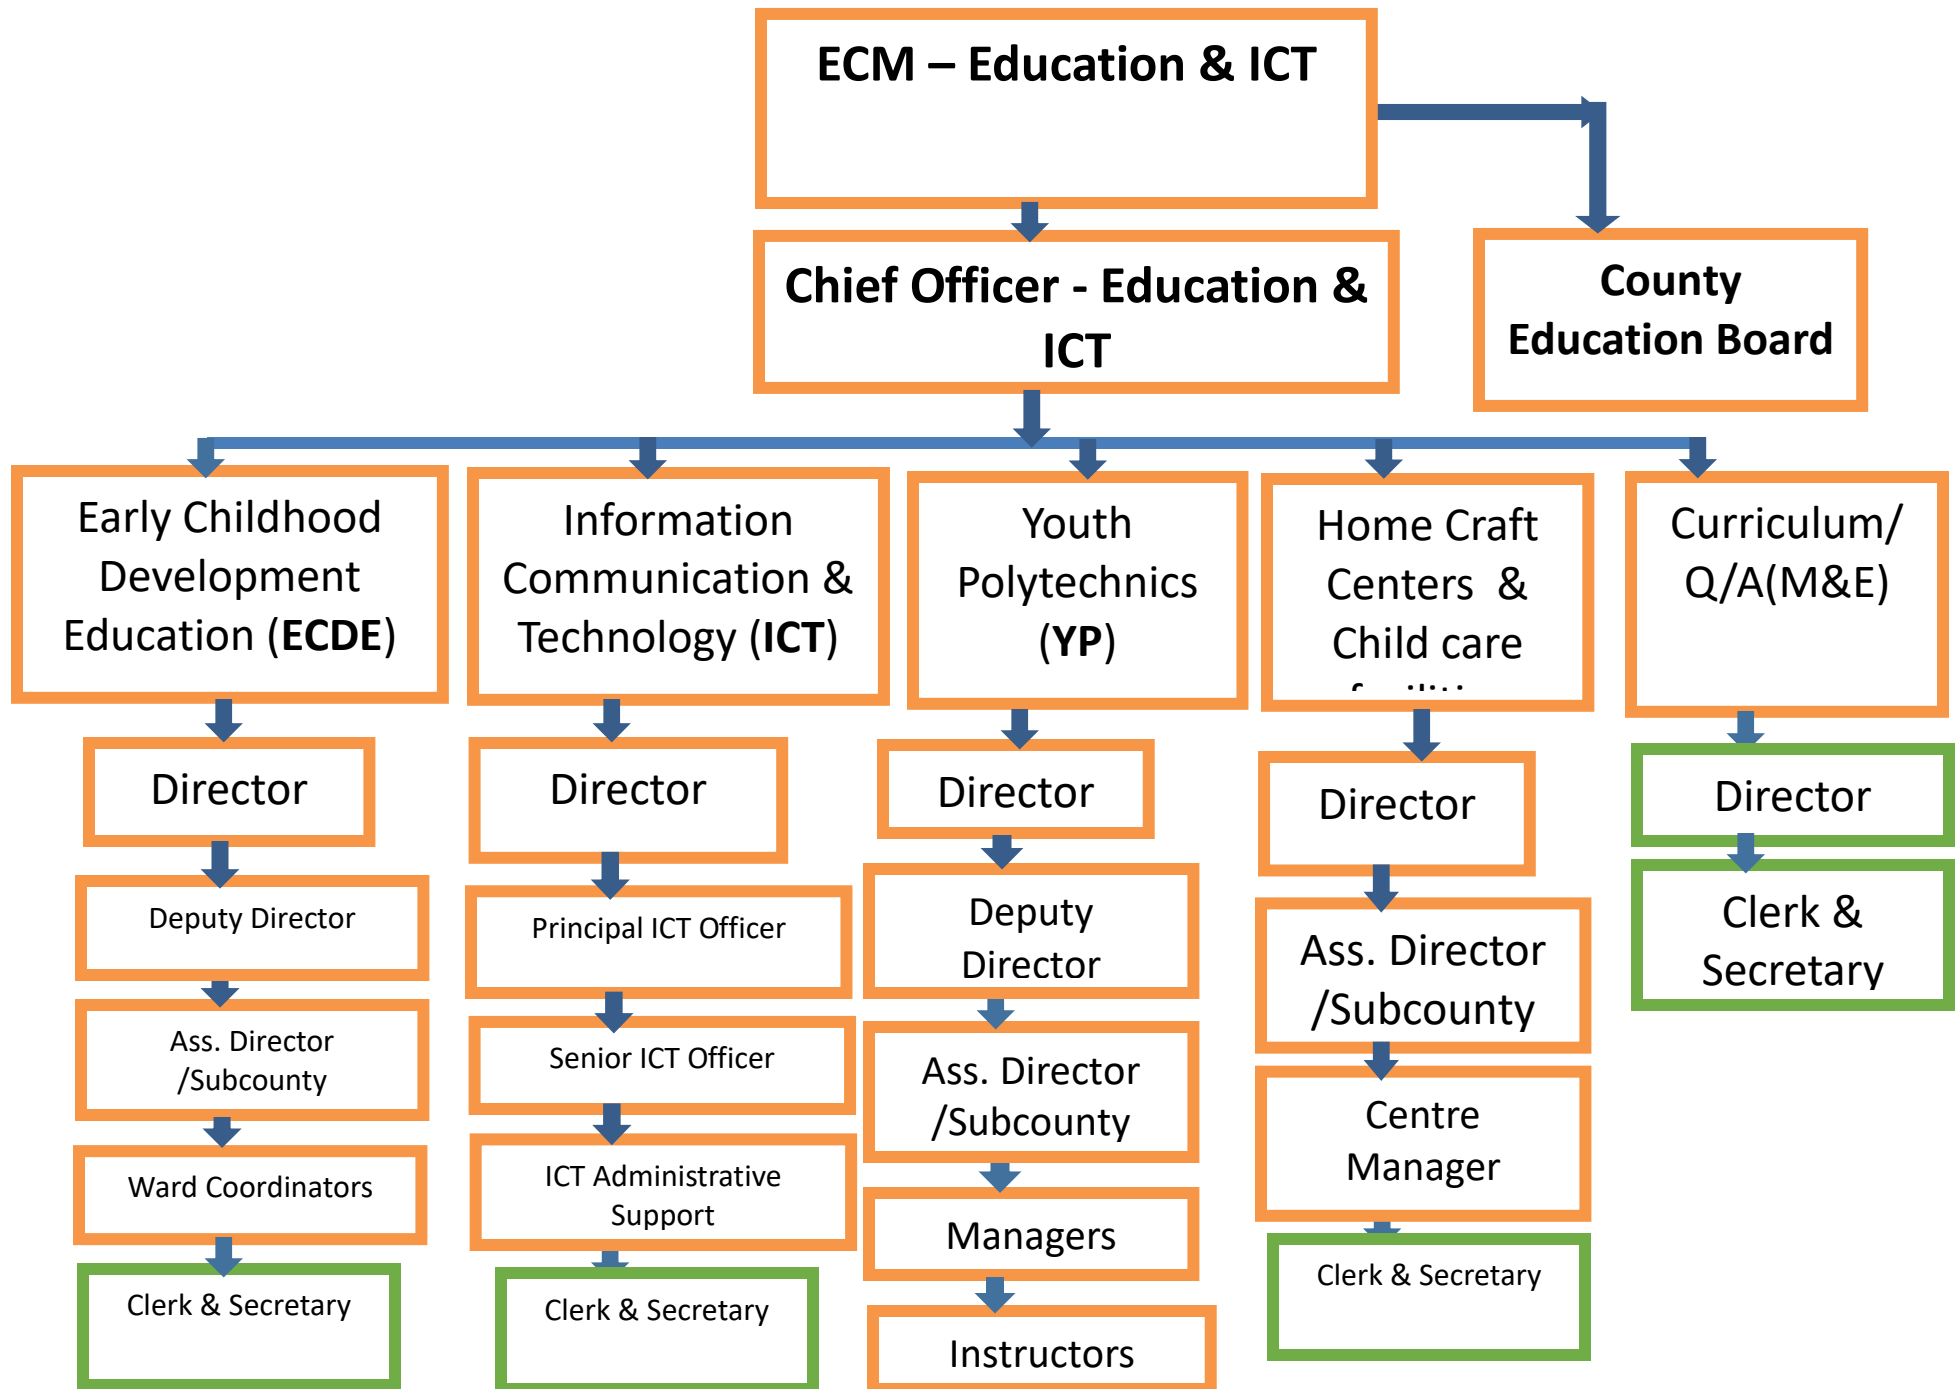 ECM – Education & ICT
Chief Officer - Education &
ICT
County
Education Board
Early Childhood
Development
Education (ECDE)
Information
Communication &
Technology (ICT)
Youth
Polytechnics
(YP)
Home Craft
Centers & 
Child care
Curriculum/
Q/A(M&E)
Director
Director
Director
Director
Director
Deputy Director
Principal ICT Officer
Deputy
Director
Ass. Director
/Subcounty
Clerk &
Secretary
Ass. Director
/Subcounty
Senior ICT Officer
Ass. Director
/Subcounty
Centre
Manager
Ward Coordinators
ICT Administrative
Support
Managers
Clerk & Secretary
Clerk & Secretary
Clerk & Secretary
Instructors